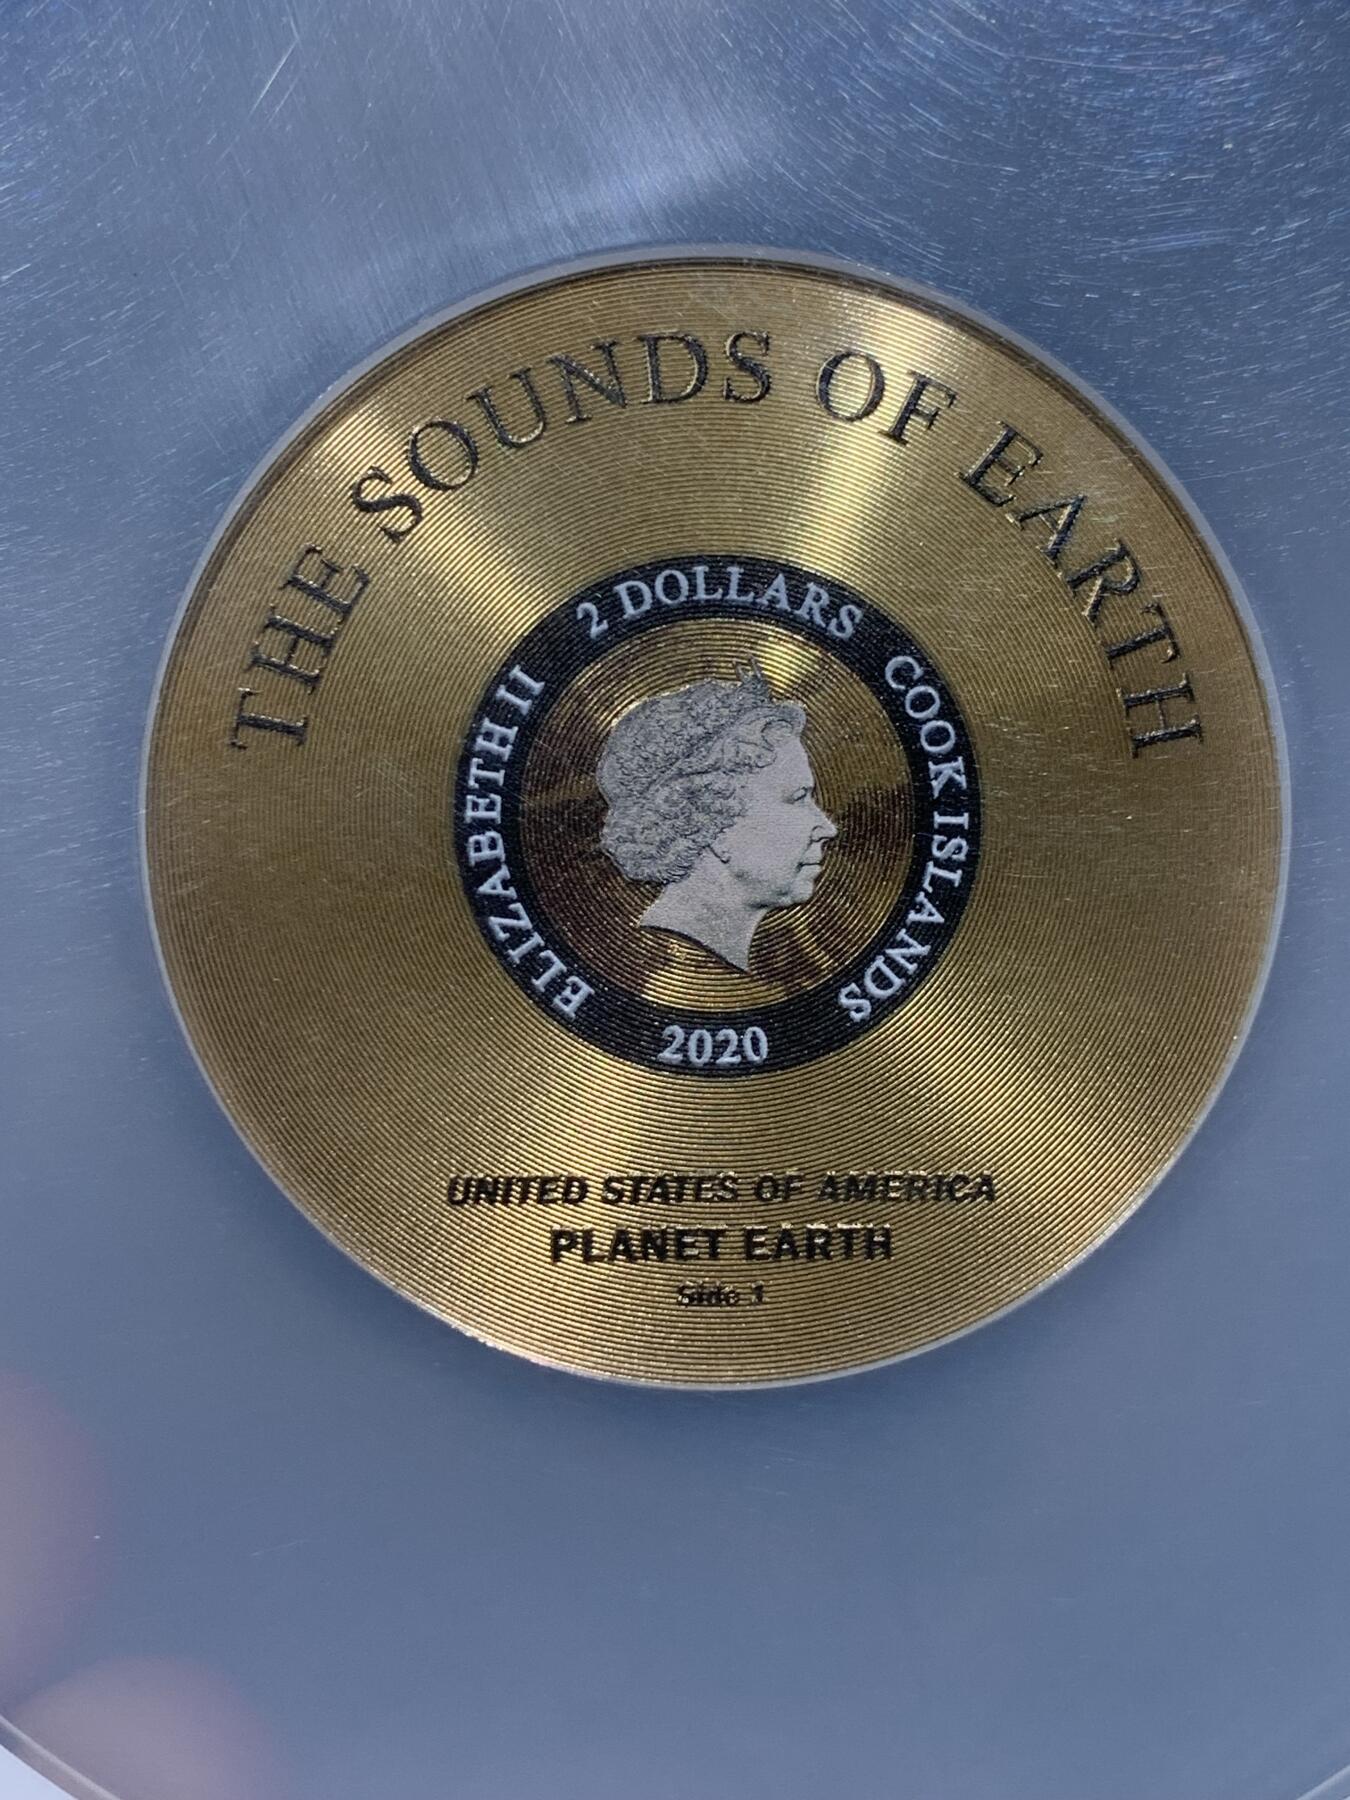 THE SOUNDS OF EARTH
2 DOLLARS
ELIZABETH II
COOK ISLANDS
2020
UNITED STATES OF AMERICA
PLANET EARTH
Side 1